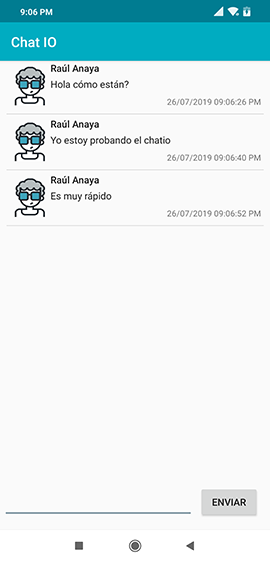 9:06 PM
Chat IO
Raúl Anaya
Hola cómo están?
26/07/2019 09:06:26 PM
Raúl Anaya
Yo estoy probando el chatio
26/07/2019 09:06:40 PM
Raúl Anaya
Es muy rápido
26/07/2019 09:06:52 PM
ENVIAR